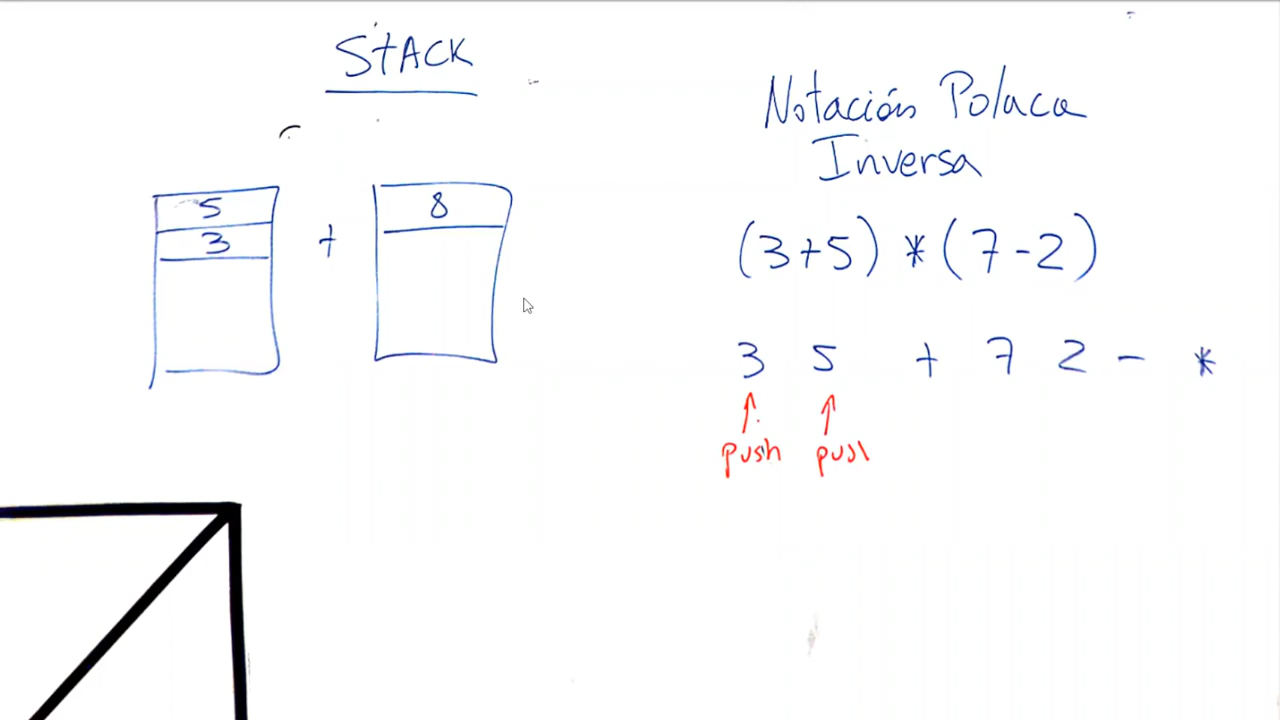 STACK
Notación Polaca
Inversa
5
3
+
8
(3+5) * (7-2)
3 5 + 7 2 - *
push push